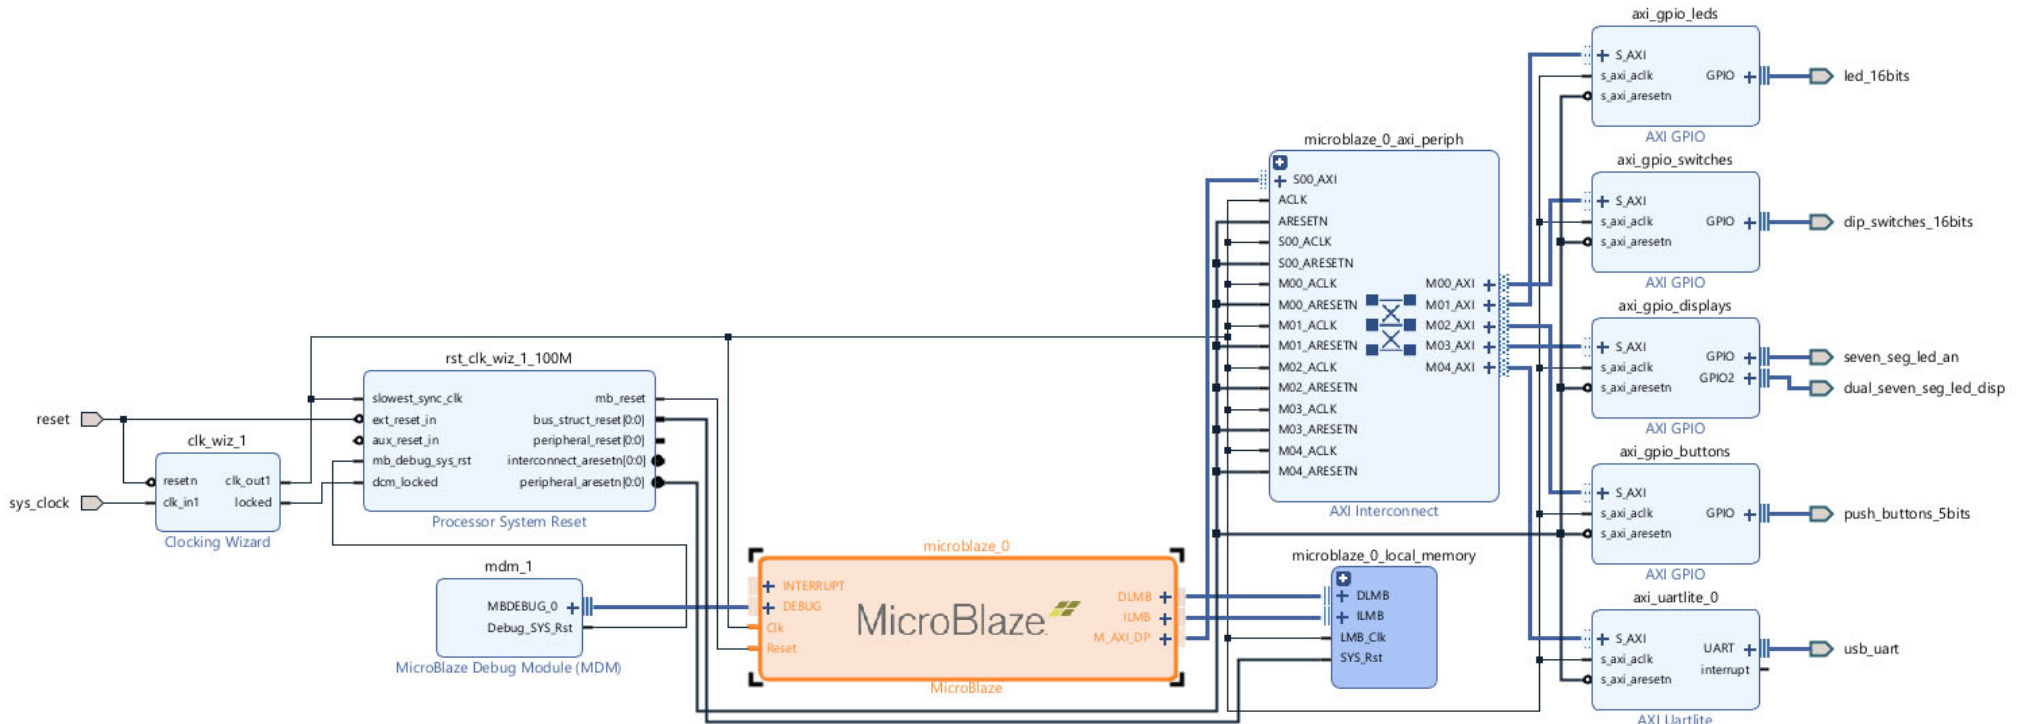 reset
sys_clock
clk_wiz_1
resetn
clk_in1
clk_out1
locked
Clocking Wizard
rst_clk_wiz_1_100M
slowest_sync_clk
ext_reset_in
aux_reset_in
mb_debug_sys_rst
dcm_locked
mb_reset
bus_struct_reset[0:0]
peripheral_reset[0:0]
interconnect_aresetn[0:0]
peripheral_aresetn[0:0]
Processor System Reset
mdm_1
MBDEBUG_0
Debug_SYS_Rst
MicroBlaze Debug Module (MDM)
microblaze_0
INTERRUPT
DEBUG
Clk
Reset
MicroBlaze
DLMB
ILMB
M_AXI_DP
MicroBlaze
microblaze_0_axi_periph
S00_AXI
ACLK
ARESETN
S00_ACLK
S00_ARESETN
M00_ACLK
M00_ARESETN
M01_ACLK
M01_ARESETN
M02_ACLK
M02_ARESETN
M03_ACLK
M03_ARESETN
M04_ACLK
M04_ARESETN
M00_AXI
M01_AXI
M02_AXI
M03_AXI
M04_AXI
AXI Interconnect
microblaze_0_local_memory
DLMB
ILMB
LMB_Clk
SYS_Rst
axi_gpio_leds
S_AXI
s_axi_aclk
s_axi_aresetn
GPIO
AXI GPIO
led_16bits
axi_gpio_switches
S_AXI
s_axi_aclk
s_axi_aresetn
GPIO
AXI GPIO
dip_switches_16bits
axi_gpio_displays
S_AXI
s_axi_aclk
s_axi_aresetn
GPIO
GPIO2
AXI GPIO
seven_seg_led_an
dual_seven_seg_led_disp
axi_gpio_buttons
S_AXI
s_axi_aclk
s_axi_aresetn
GPIO
AXI GPIO
push_buttons_5bits
axi_uartlite_0
S_AXI
s_axi_aclk
s_axi_aresetn
UART
interrupt
AXI Uartlite
usb_uart